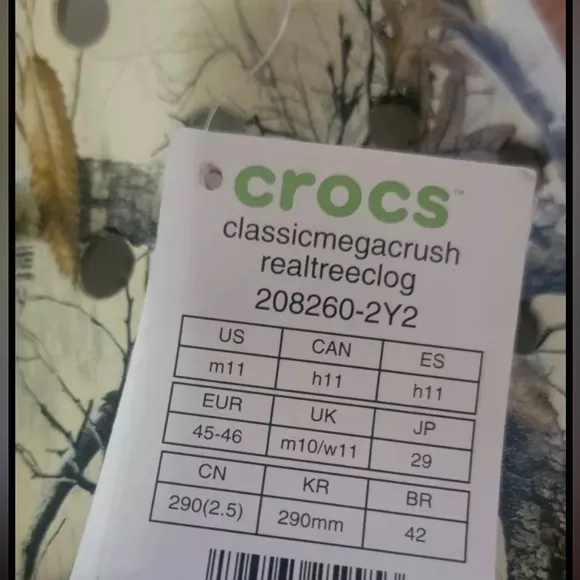 crocs™
classicmegacrush
realtreeclog
208260-2Y2
US CAN ES
m11 h11 h11
EUR UK JP
45-46 m10/w11 29
CN KR BR
290(2.5) 290mm 42